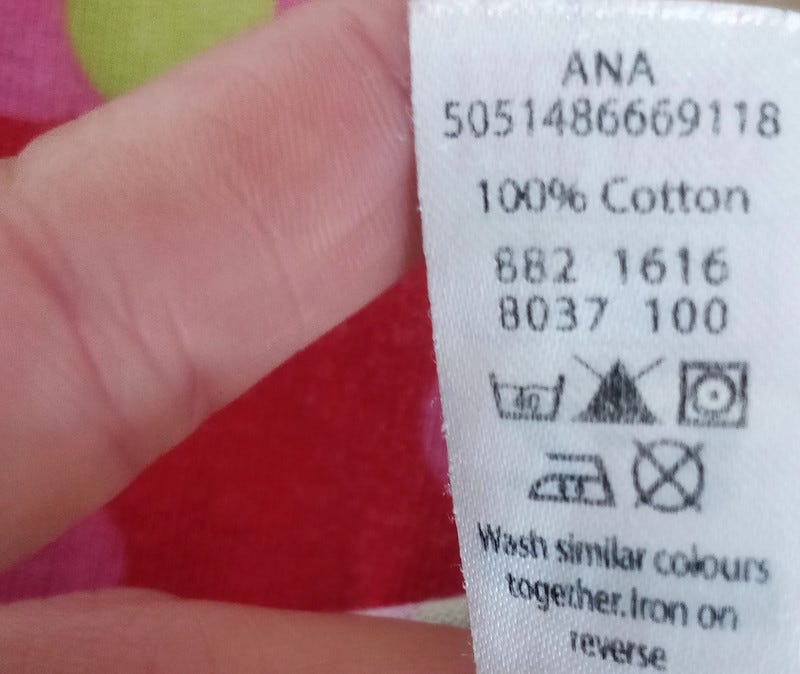 ANA
5051486669118
100% Cotton
882 1616
8037 100
40
Wash similar colours
together.Iron on
reverse